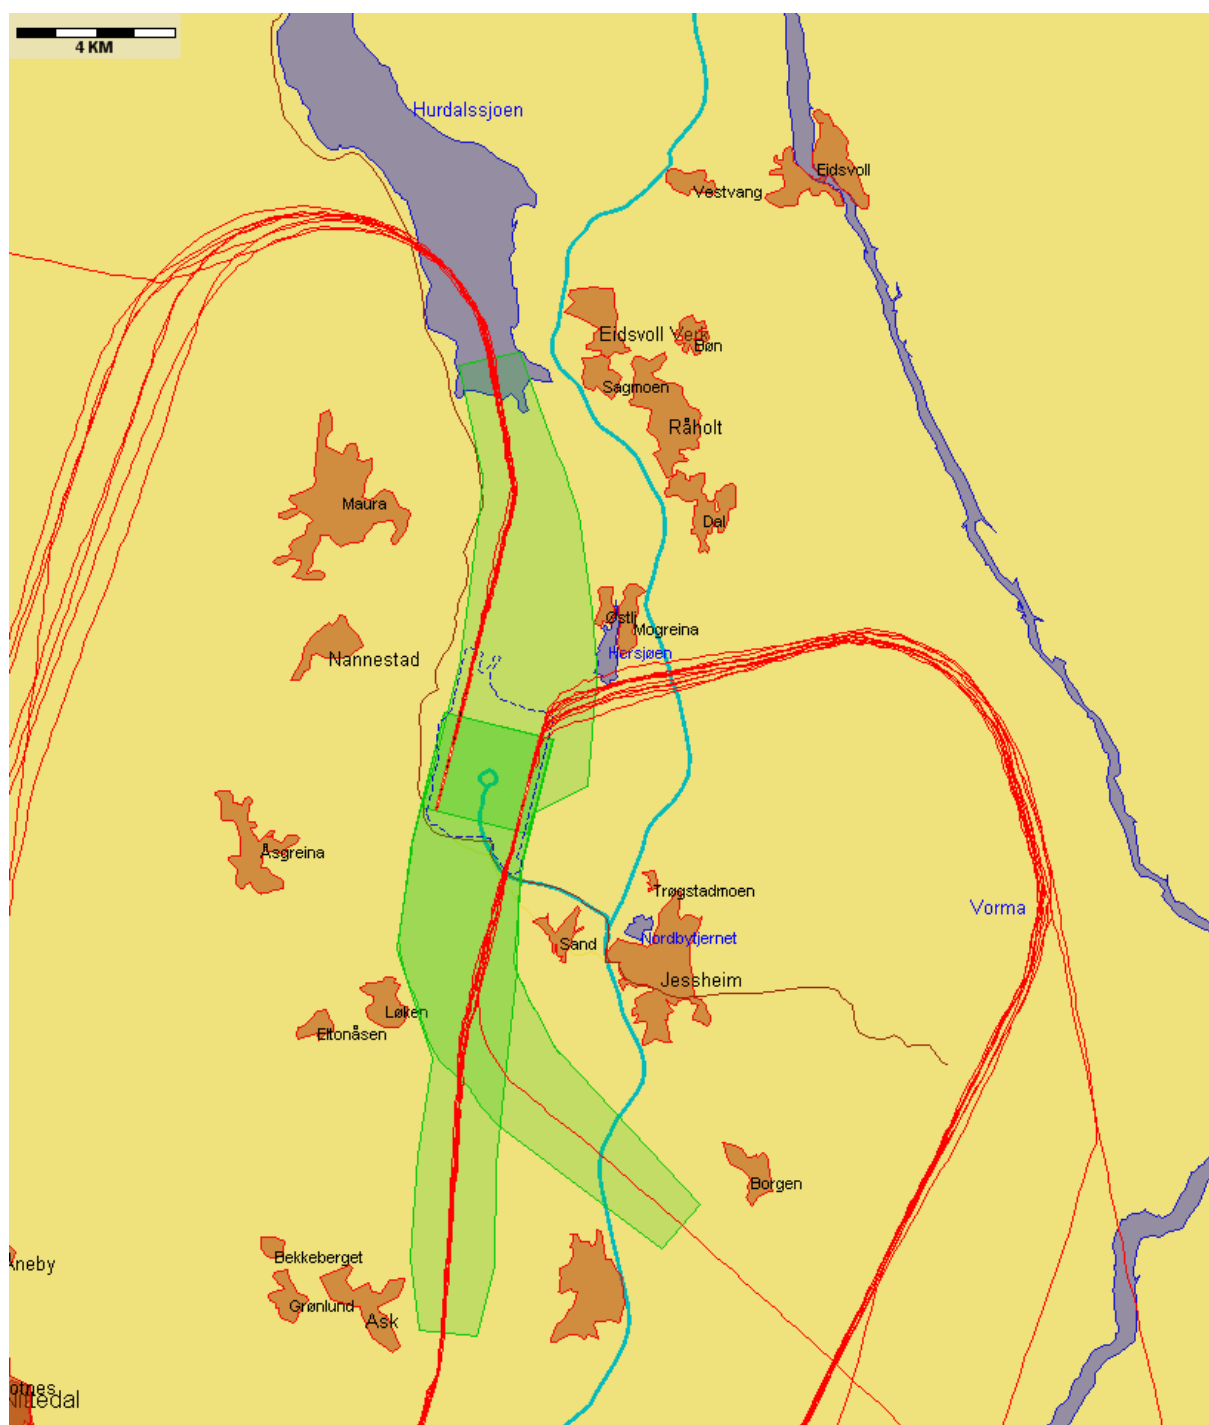 4 KM
Hurdalssjoen
Eidsvoll
Vestvang
Eidsvoll Verk
Bøn
Sagmoen
Råholt
Maura
Dal
Østli
Mogreina
Hersjøen
Nannestad
Åsgreina
Trøgstadmoen
Vorma
Nordbytjernet
Sand
Jessheim
Løken
Eltonåsen
Borgen
Bekkeberget
Åneby
Grønlund
Ask
otnes
Nittedal